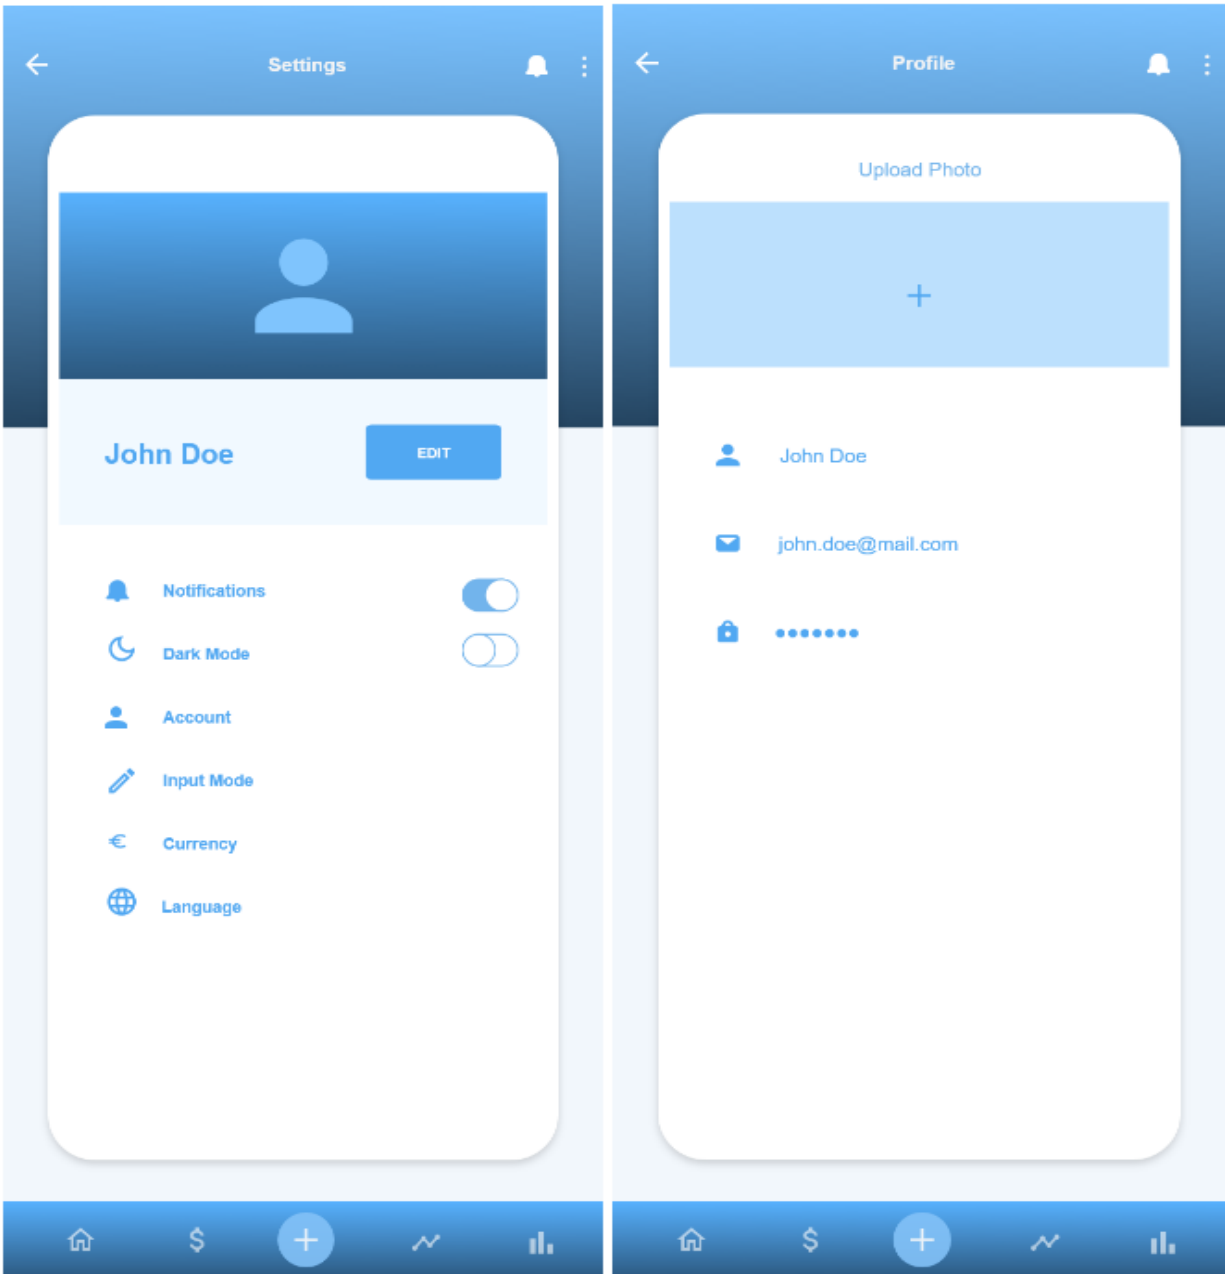 Settings
John Doe
EDIT
Notifications
Dark Mode
Account
Input Mode
€ Currency
Language
$
Profile
Upload Photo
+
John Doe
john.doe@mail.com
•••••••
$